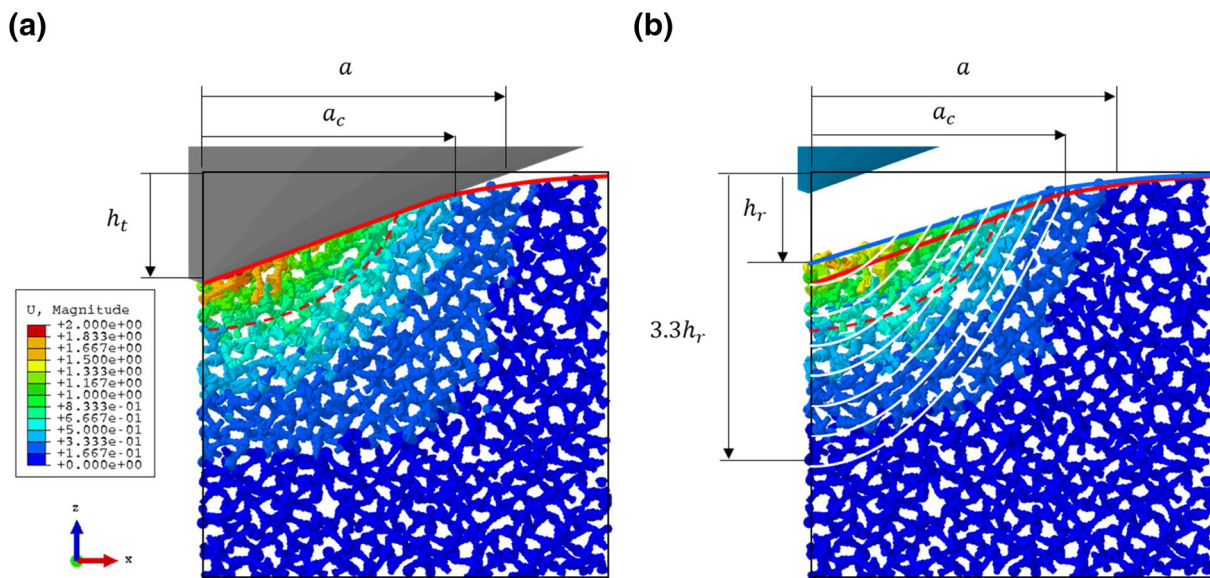 (a)
(b)
a
a
a_c
a_c
h_t
h_r
3.3h_r
U, Magnitude
+2.000e+00
+1.833e+00
+1.667e+00
+1.500e+00
+1.333e+00
+1.167e+00
+1.000e+00
+8.333e-01
+6.667e-01
+5.000e-01
+3.333e-01
+1.667e-01
+0.000e+00
z
x